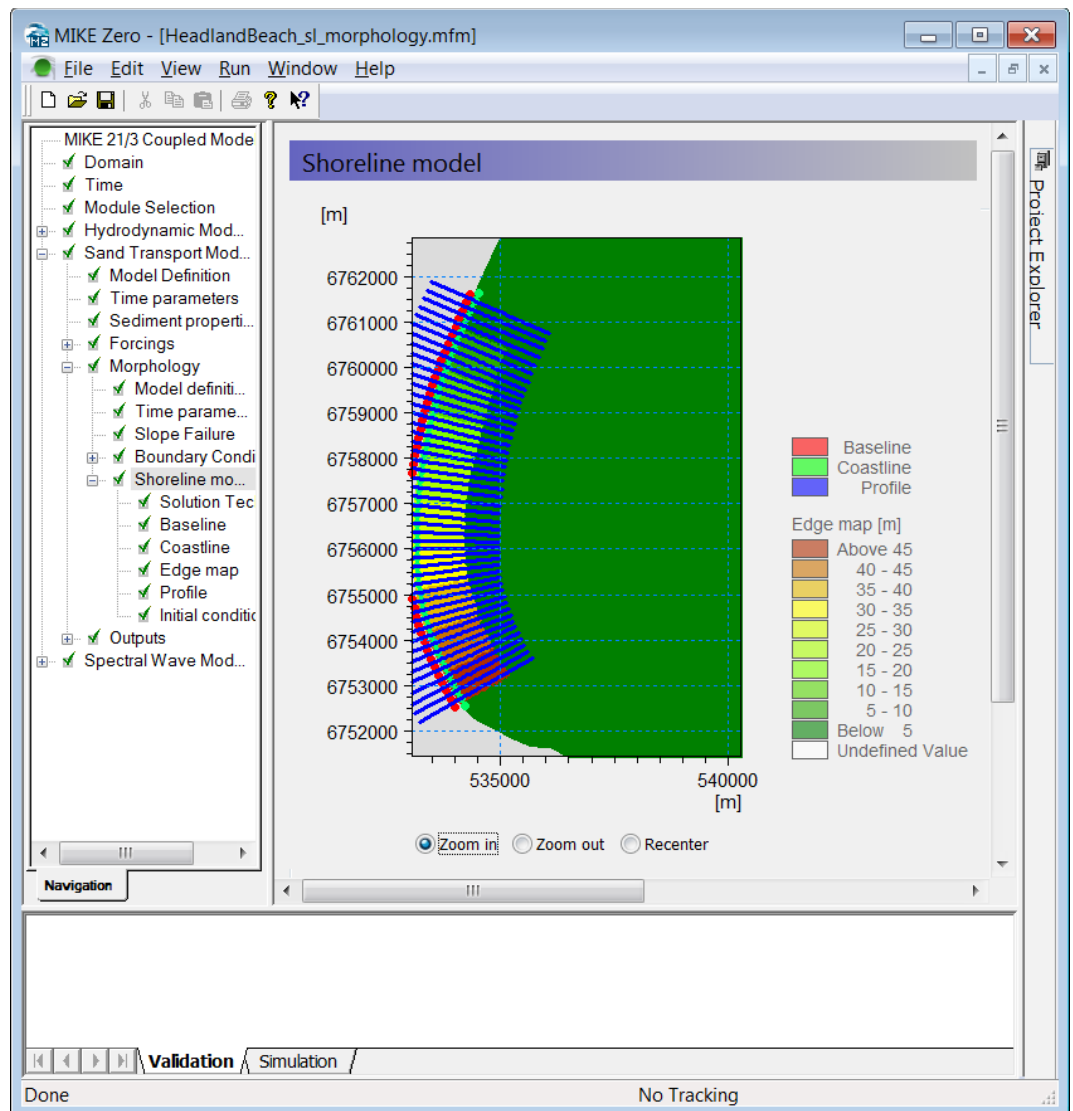 MIKE Zero - [HeadlandBeach_sl_morphology.mfm]
File Edit View Run Window Help
MIKE 21/3 Coupled Mode
Domain
Time
Module Selection
Hydrodynamic Mod...
Sand Transport Mod...
Model Definition
Time parameters
Sediment properti...
Forcings
Morphology
Model definiti...
Time parame...
Slope Failure
Boundary Condi
Shoreline mo...
Solution Tec
Baseline
Coastline
Edge map
Profile
Initial conditic
Outputs
Spectral Wave Mod...
Navigation
Shoreline model
[m]
6762000
6761000
6760000
6759000
6758000
6757000
6756000
6755000
6754000
6753000
6752000
535000 540000
[m]
Baseline
Coastline
Profile
Edge map [m]
Above 45
40 - 45
35 - 40
30 - 35
25 - 30
20 - 25
15 - 20
10 - 15
5 - 10
Below 5
Undefined Value
Zoom in Zoom out Recenter
Project Explorer
Validation Simulation
Done No Tracking